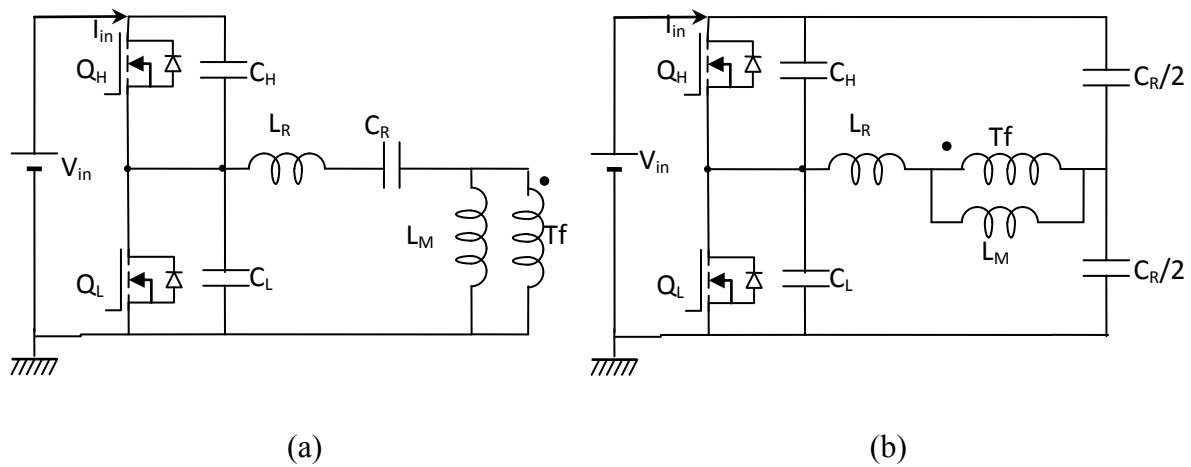 I_in
Q_H
C_H
L_R
C_R
V_in
L_M
Tf
Q_L
C_L
(a)
I_in
Q_H
C_H
C_R/2
L_R
Tf
V_in
L_M
Q_L
C_L
C_R/2
(b)